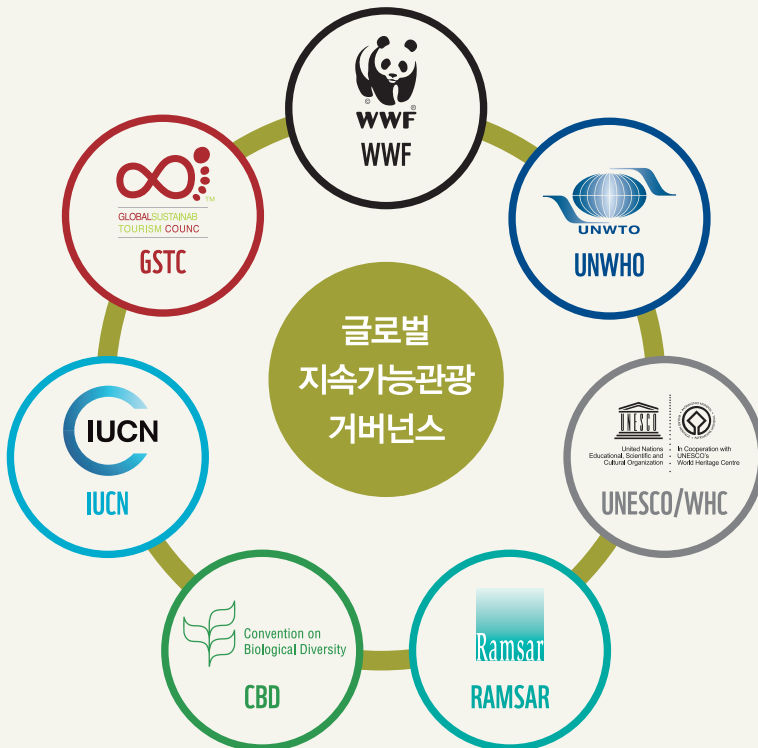 WWF
WWF
GLOBALSUSTAINAB
TOURISM COUNC
GSTC
UNWTO
UNWHO
글로벌
지속가능관광
거버넌스
IUCN
IUCN
UNESCO
United Nations
Educational, Scientific and
Cultural Organization
In Cooperation with
UNESCO's
World Heritage Centre
UNESCO/WHC
Convention on
Biological Diversity
CBD
Ramsar
RAMSAR